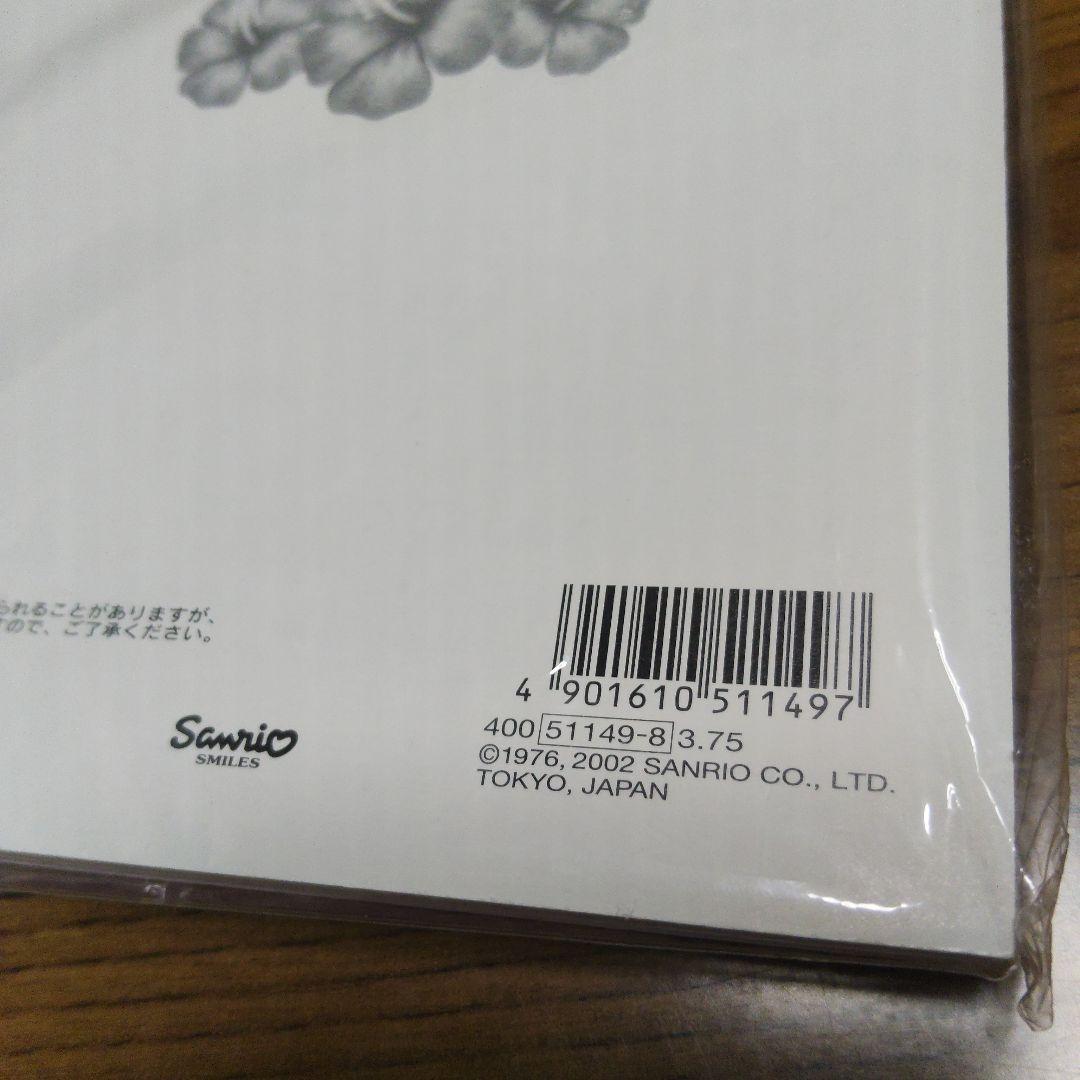 られることがありますが、
すので、ご了承ください。
Sanrio
SMILES
4 901610 511497
400 51149-8 3.75
©1976, 2002 SANRIO CO., LTD.
TOKYO, JAPAN